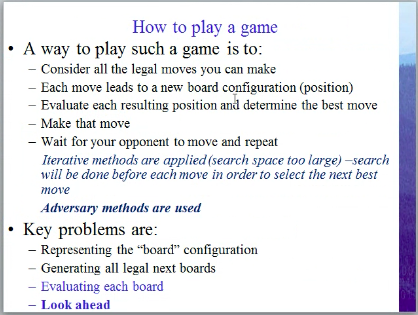 How to play a game
• A way to play such a game is to:
– Consider all the legal moves you can make
– Each move leads to a new board configuration (position)
– Evaluate each resulting position and determine the best move
– Make that move
– Wait for your opponent to move and repeat
Iterative methods are applied (search space too large) –search
will be done before each move in order to select the next best
move
Adversary methods are used
• Key problems are:
– Representing the “board” configuration
– Generating all legal next boards
– Evaluating each board
– Look ahead